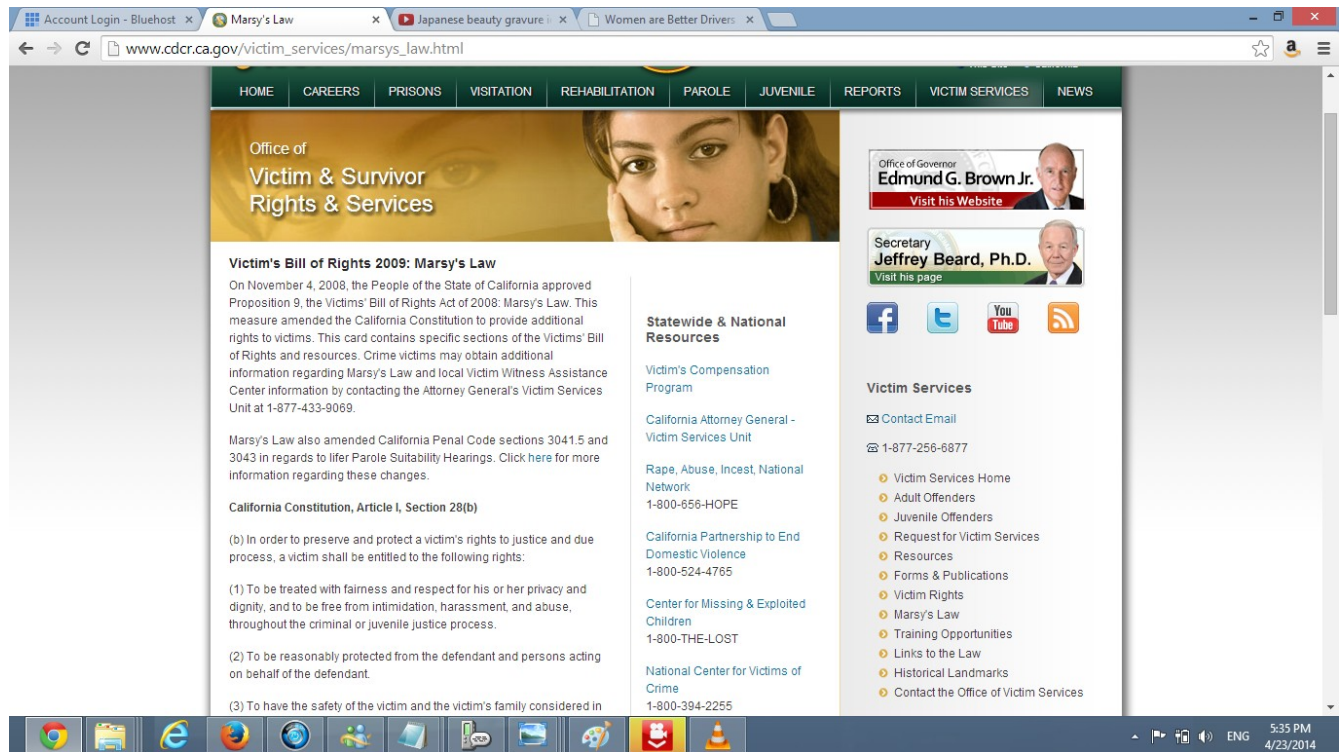 Account Login - Bluehost
Marsy's Law
Japanese beauty gravure i
Women are Better Drivers
www.cdcr.ca.gov/victim_services/marsys_law.html
HOME CAREERS PRISONS VISITATION REHABILITATION PAROLE JUVENILE REPORTS VICTIM SERVICES NEWS
Office of
Victim & Survivor
Rights & Services
Victim's Bill of Rights 2009: Marsy's Law
On November 4, 2008, the People of the State of California approved
Proposition 9, the Victims' Bill of Rights Act of 2008: Marsy's Law. This
measure amended the California Constitution to provide additional
rights to victims. This card contains specific sections of the Victims' Bill
of Rights and resources. Crime victims may obtain additional
information regarding Marsy's Law and local Victim Witness Assistance
Center information by contacting the Attorney General's Victim Services
Unit at 1-877-433-9069.
Marsy's Law also amended California Penal Code sections 3041.5 and
3043 in regards to lifer Parole Suitability Hearings. Click here for more
information regarding these changes.
California Constitution, Article I, Section 28(b)
(b) In order to preserve and protect a victim's rights to justice and due
process, a victim shall be entitled to the following rights:
(1) To be treated with fairness and respect for his or her privacy and
dignity, and to be free from intimidation, harassment, and abuse,
throughout the criminal or juvenile justice process.
(2) To be reasonably protected from the defendant and persons acting
on behalf of the defendant.
(3) To have the safety of the victim and the victim's family considered in
Statewide & National
Resources
Victim's Compensation
Program
California Attorney General -
Victim Services Unit
Rape, Abuse, Incest, National
Network
1-800-656-HOPE
California Partnership to End
Domestic Violence
1-800-524-4765
Center for Missing & Exploited
Children
1-800-THE-LOST
National Center for Victims of
Crime
1-800-394-2255
Office of Governor
Edmund G. Brown Jr.
Visit his Website
Secretary
Jeffrey Beard, Ph.D.
Visit his page
You
Tube
Victim Services
Contact Email
1-877-256-6877
Victim Services Home
Adult Offenders
Juvenile Offenders
Request for Victim Services
Resources
Forms & Publications
Victim Rights
Marsy's Law
Training Opportunities
Links to the Law
Historical Landmarks
Contact the Office of Victim Services
ENG
5:35 PM
4/23/2014